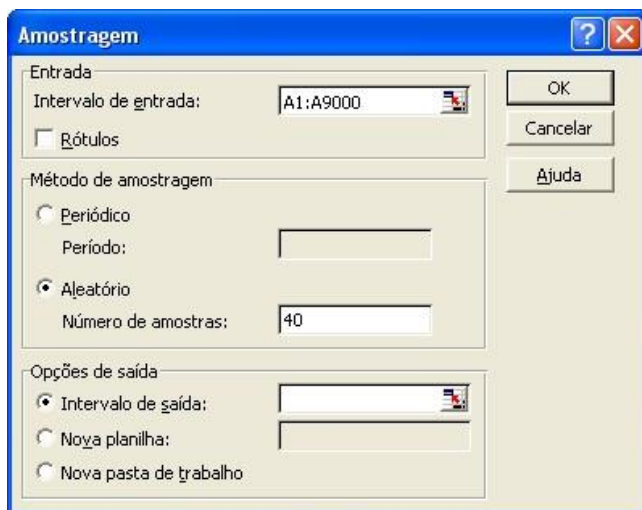 Amostragem
Entrada
Intervalo de entrada: A1:A9000
Rótulos
OK
Cancelar
Ajuda
Método de amostragem
Periódico
Período:
Aleatório
Número de amostras: 40
Opções de saída
Intervalo de saída:
Nova planilha:
Nova pasta de trabalho